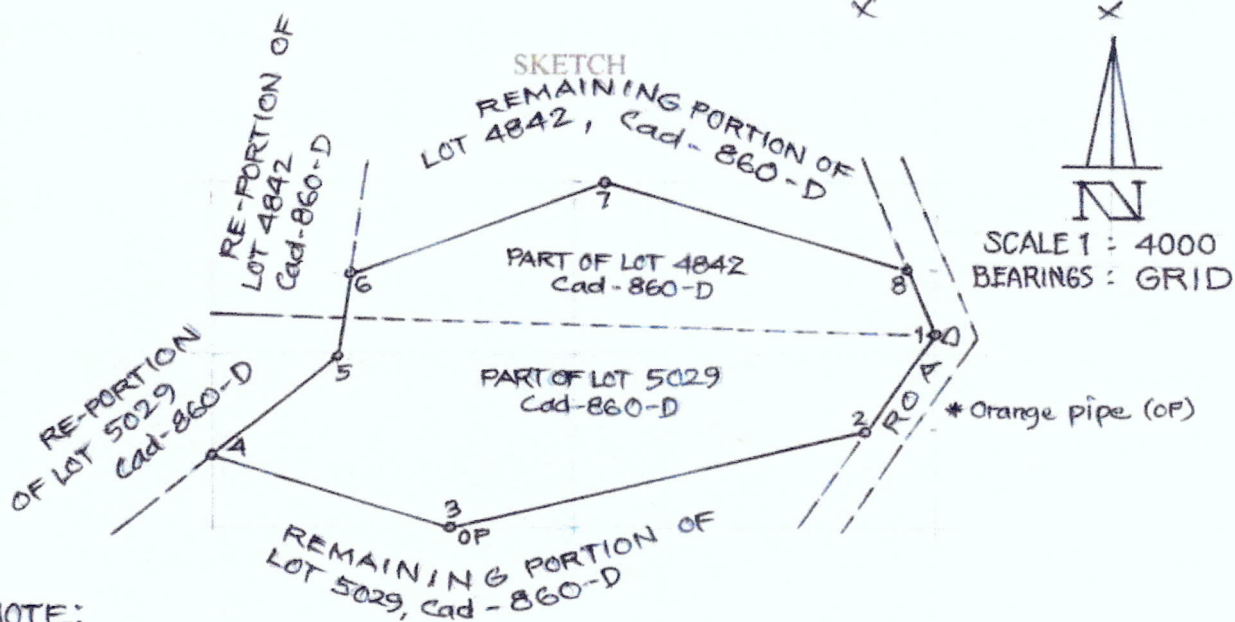 X
X
SKETCH
RE-PORTION OF
LOT 4842
Cad-860-D
REMAINING PORTION OF
LOT 4842, Cad-860-D
N
SCALE 1 : 4000
BEARINGS : GRID
7
PART OF LOT 4842
Cad-860-D
6
8
1
5
PART OF LOT 5029
Cad-860-D
ROAD
* Orange pipe (OP)
2
RE-PORTION
OF LOT 5029
Cad-860-D
4
3
OP
REMAINING PORTION OF
LOT 5029, Cad-860-D
NOTE: